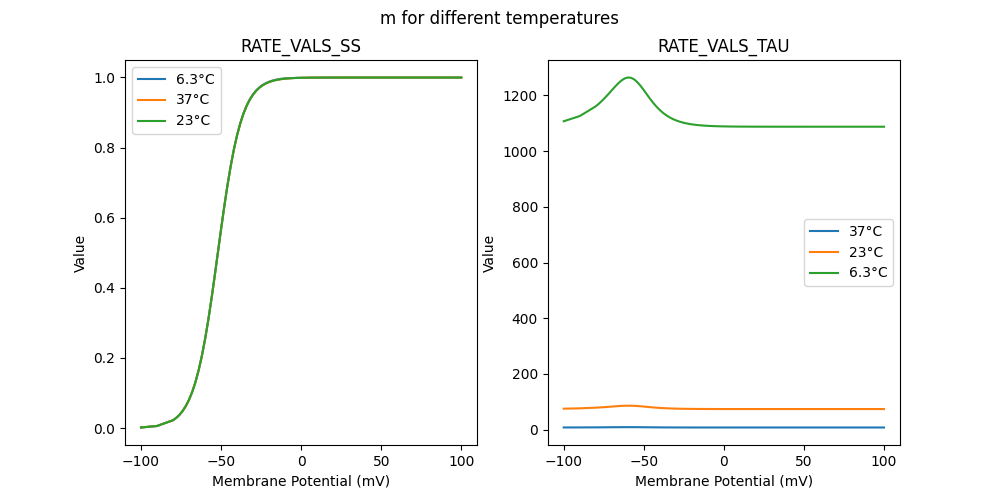 m for different temperatures
RATE_VALS_SS
1.0
0.8
0.6
0.4
0.2
0.0
Value
6.3°C
37°C
23°C
−100
−50
0
50
100
Membrane Potential (mV)
RATE_VALS_TAU
1200
1000
800
600
400
200
0
Value
37°C
23°C
6.3°C
−100
−50
0
50
100
Membrane Potential (mV)